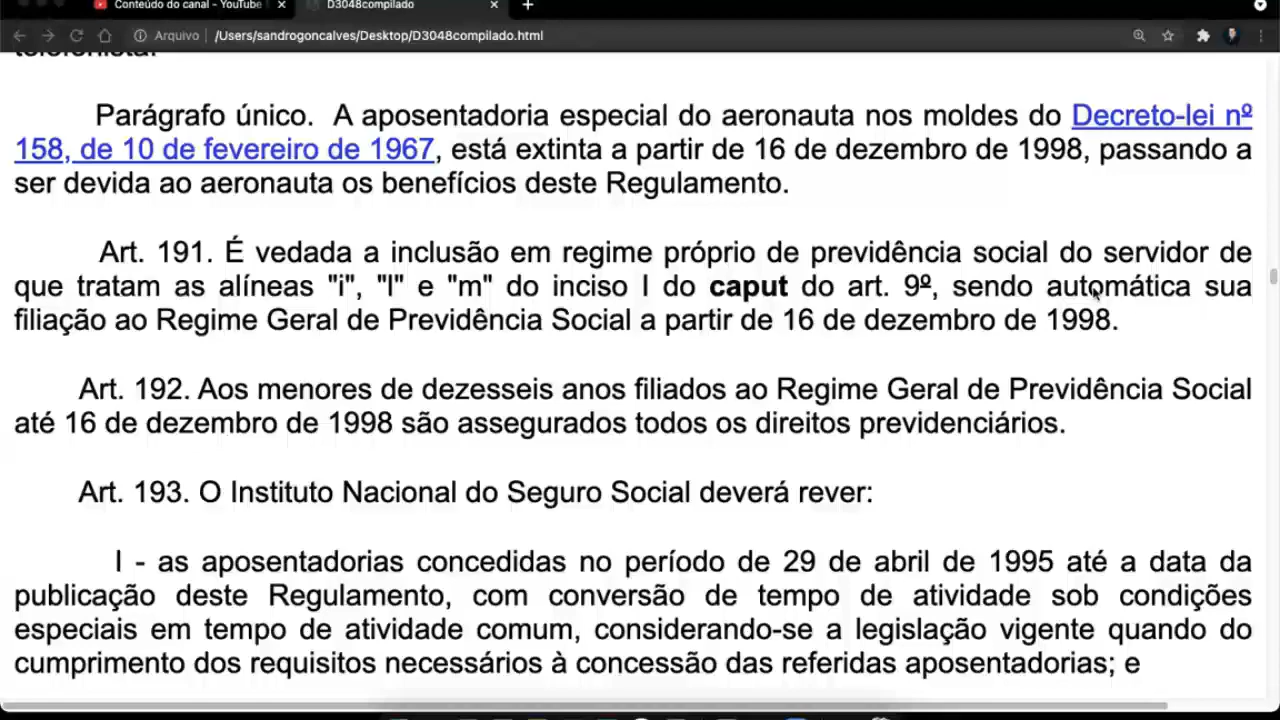 Conteúdo do canal - YouTube
D3048compilado
Arquivo /Users/sandrogoncalves/Desktop/D3048compilado.html
telefonista.
Parágrafo único. A aposentadoria especial do aeronauta nos moldes do Decreto-lei nº
158, de 10 de fevereiro de 1967, está extinta a partir de 16 de dezembro de 1998, passando a
ser devida ao aeronauta os benefícios deste Regulamento.
Art. 191. É vedada a inclusão em regime próprio de previdência social do servidor de
que tratam as alíneas "i", "l" e "m" do inciso I do caput do art. 9º, sendo automática sua
filiação ao Regime Geral de Previdência Social a partir de 16 de dezembro de 1998.
Art. 192. Aos menores de dezesseis anos filiados ao Regime Geral de Previdência Social
até 16 de dezembro de 1998 são assegurados todos os direitos previdenciários.
Art. 193. O Instituto Nacional do Seguro Social deverá rever:
I - as aposentadorias concedidas no período de 29 de abril de 1995 até a data da
publicação deste Regulamento, com conversão de tempo de atividade sob condições
especiais em tempo de atividade comum, considerando-se a legislação vigente quando do
cumprimento dos requisitos necessários à concessão das referidas aposentadorias; e